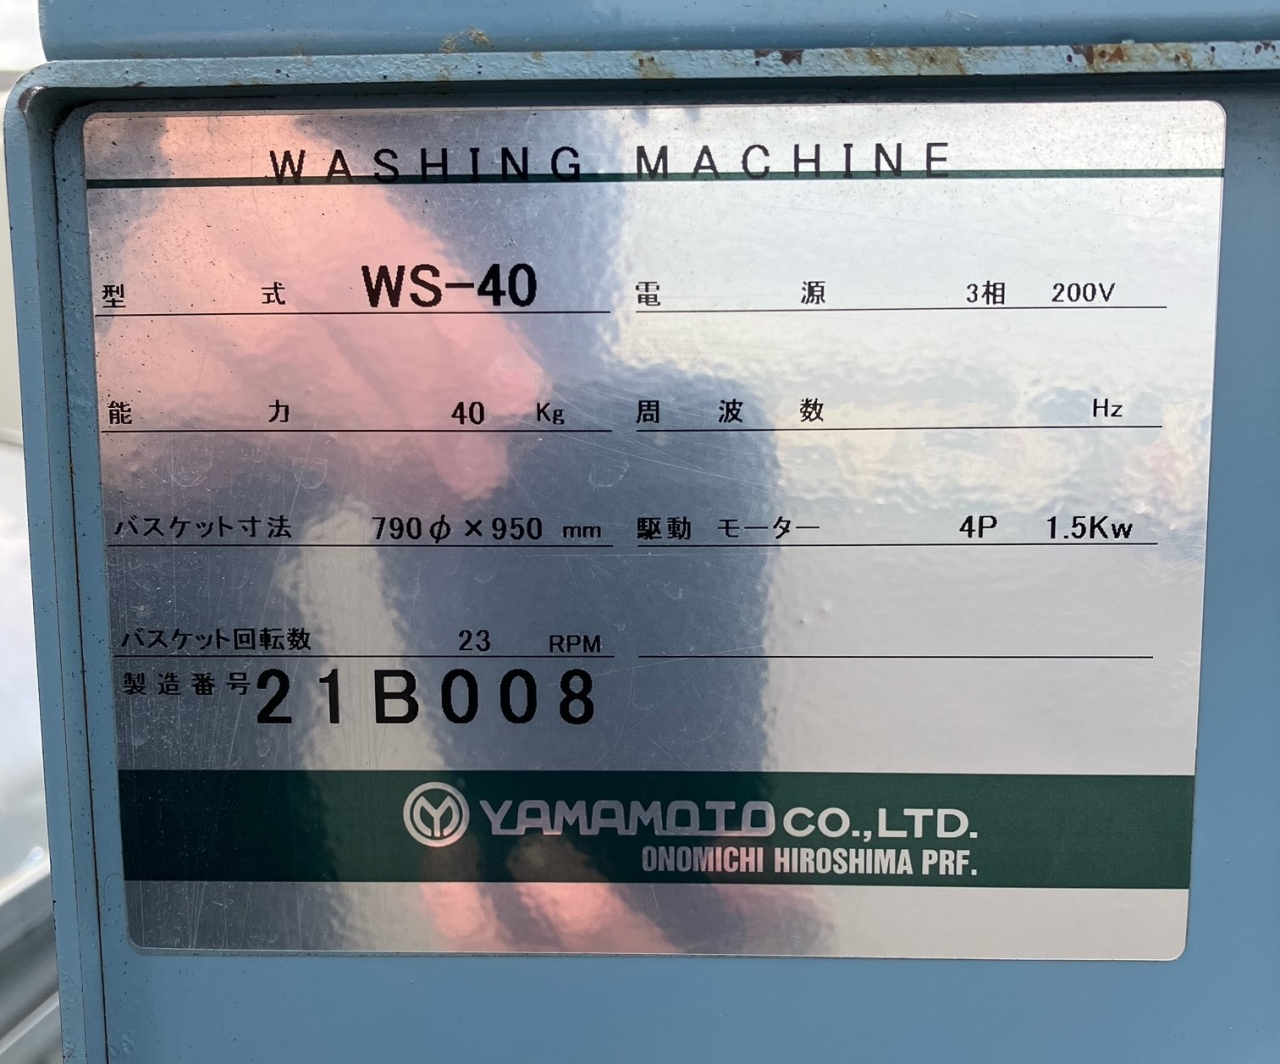 WASHING MACHINE
型式 WS-40
電源 3相 200V
能力 40 Kg
周波数 Hz
バスケット寸法 790φ×950 mm
駆動 モーター 4P 1.5Kw
バスケット回転数 23 RPM
製造番号 21B008
YAMAMOTO CO.,LTD.
ONOMICHI HIROSHIMA PRF.